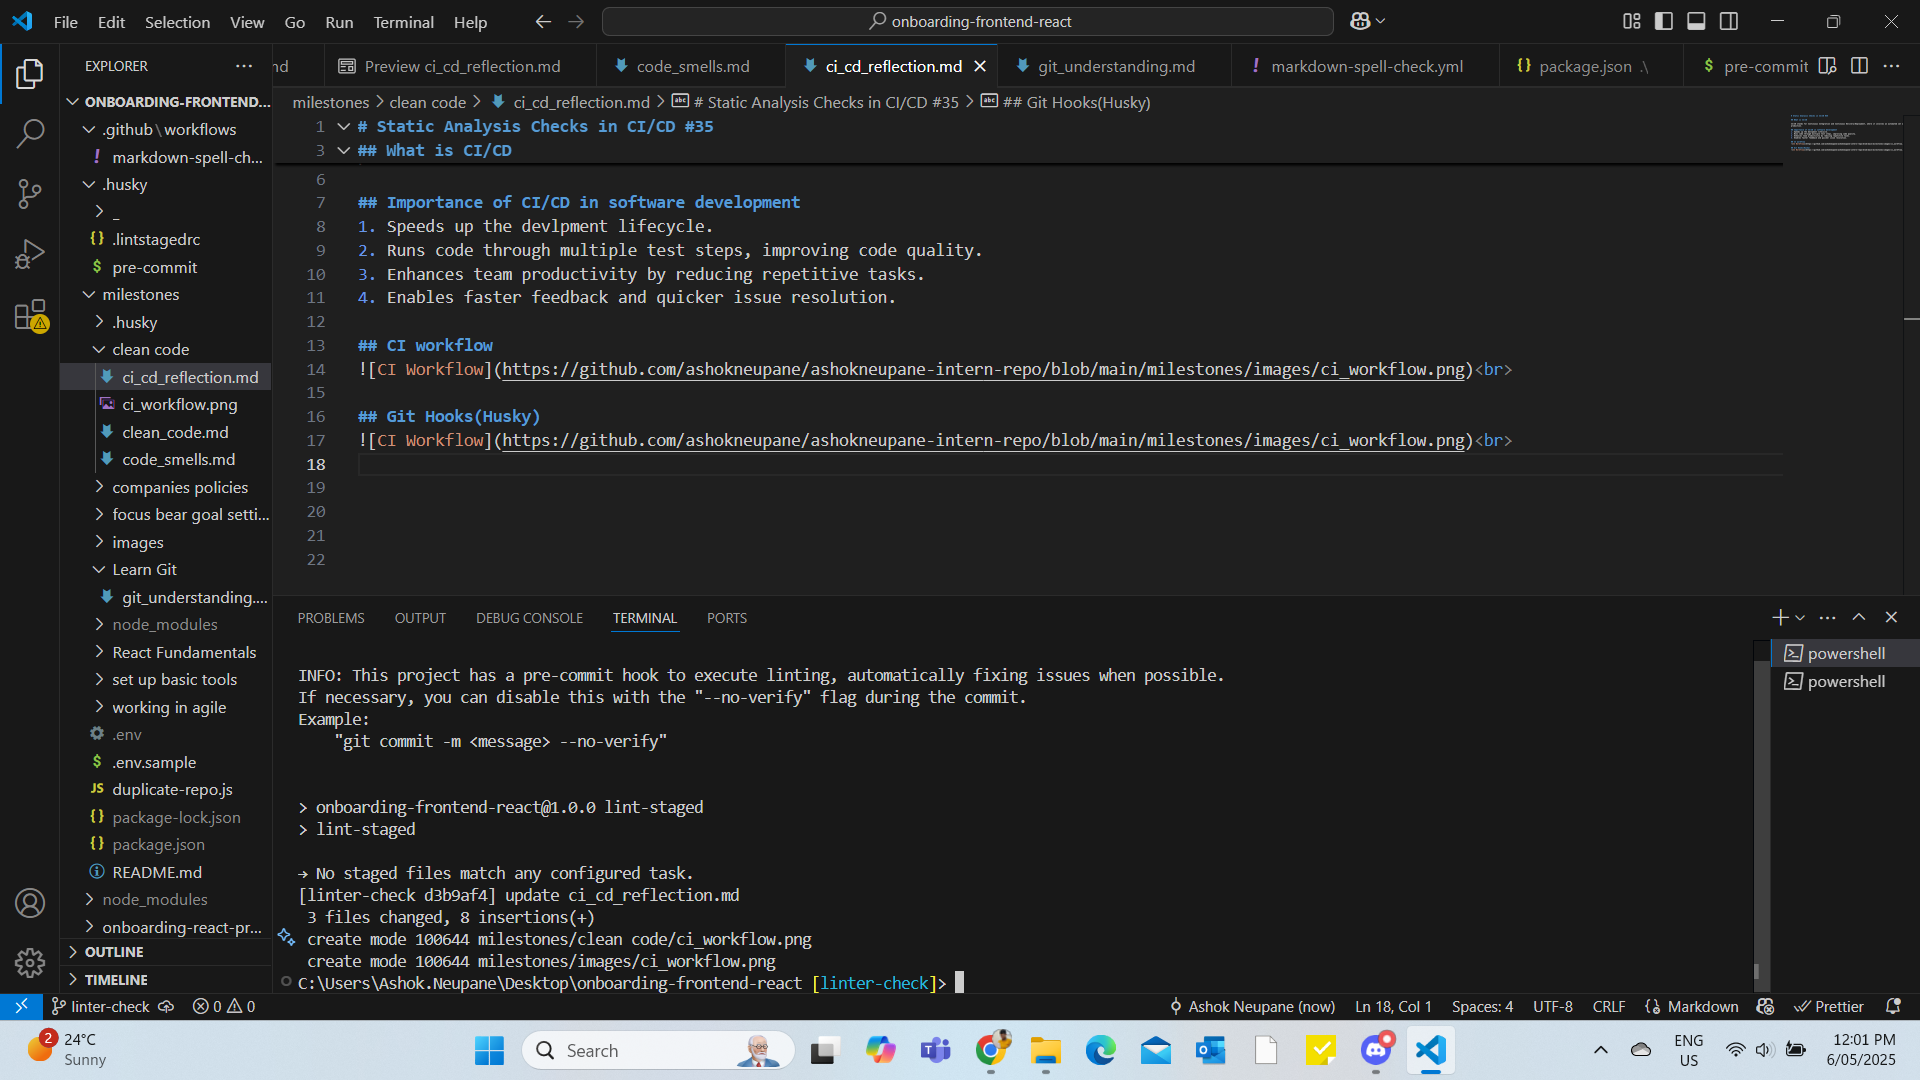 File Edit Selection View Go Run Terminal Help
onboarding-frontend-react
EXPLORER
nd
Preview ci_cd_reflection.md
code_smells.md
ci_cd_reflection.md
git_understanding.md
! markdown-spell-check.yml
{} package.json .\
$ pre-commit
milestones > clean code > ci_cd_reflection.md > # Static Analysis Checks in CI/CD #35 > ## Git Hooks(Husky)
ONBOARDING-FRONTEND...
.github\workflows
! markdown-spell-ch...
.husky
_
{} .lintstagedrc
$ pre-commit
milestones
.husky
clean code
ci_cd_reflection.md
ci_workflow.png
clean_code.md
code_smells.md
companies policies
focus bear goal setti...
images
Learn Git
git_understanding....
node_modules
React Fundamentals
set up basic tools
working in agile
.env
$ .env.sample
JS duplicate-repo.js
{} package-lock.json
{} package.json
README.md
node_modules
onboarding-react-pr...
OUTLINE
TIMELINE
1 # Static Analysis Checks in CI/CD #35
3 ## What is CI/CD
6
7 ## Importance of CI/CD in software development
8 1. Speeds up the devlpment lifecycle.
9 2. Runs code through multiple test steps, improving code quality.
10 3. Enhances team productivity by reducing repetitive tasks.
11 4. Enables faster feedback and quicker issue resolution.
12
13 ## CI workflow
14 ![CI Workflow](https://github.com/ashokneupane/ashokneupane-intern-repo/blob/main/milestones/images/ci_workflow.png)<br>
15
16 ## Git Hooks(Husky)
17 ![CI Workflow](https://github.com/ashokneupane/ashokneupane-intern-repo/blob/main/milestones/images/ci_workflow.png)<br>
18
19
20
21
22
PROBLEMS OUTPUT DEBUG CONSOLE TERMINAL PORTS
powershell
powershell
INFO: This project has a pre-commit hook to execute linting, automatically fixing issues when possible.
If necessary, you can disable this with the "--no-verify" flag during the commit.
Example:
"git commit -m <message> --no-verify"
> onboarding-frontend-react@1.0.0 lint-staged
> lint-staged
→ No staged files match any configured task.
[linter-check d3b9af4] update ci_cd_reflection.md
3 files changed, 8 insertions(+)
create mode 100644 milestones/clean code/ci_workflow.png
create mode 100644 milestones/images/ci_workflow.png
C:\Users\Ashok.Neupane\Desktop\onboarding-frontend-react [linter-check]>
linter-check 0 0
Ashok Neupane (now) Ln 18, Col 1 Spaces: 4 UTF-8 CRLF {} Markdown Prettier
2
24°C
Sunny
Search
ENG
US
12:01 PM
6/05/2025